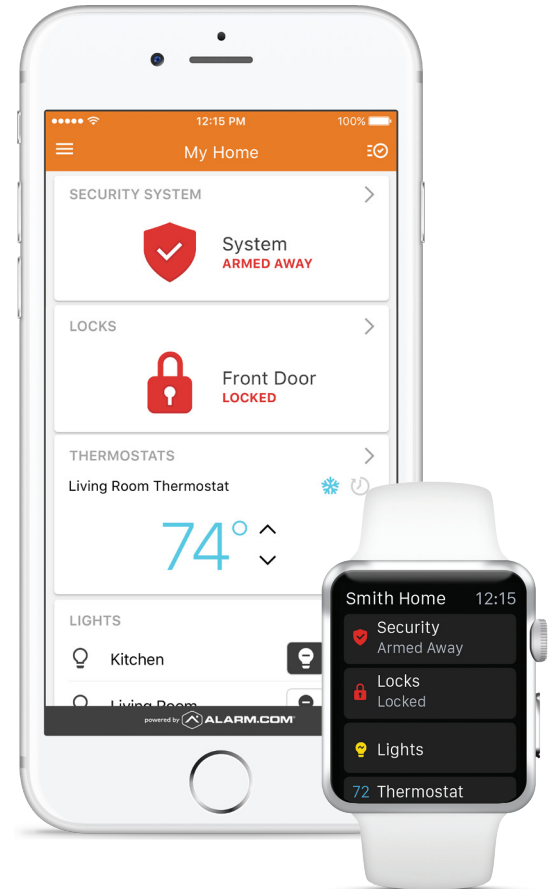 12:15 PM
100%
My Home
SECURITY SYSTEM
System
ARMED AWAY
LOCKS
Front Door
LOCKED
THERMOSTATS
Living Room Thermostat
74°
LIGHTS
Kitchen
Living Room
powered by ALARM.COM
Smith Home 12:15
Security
Armed Away
Locks
Locked
Lights
72 Thermostat